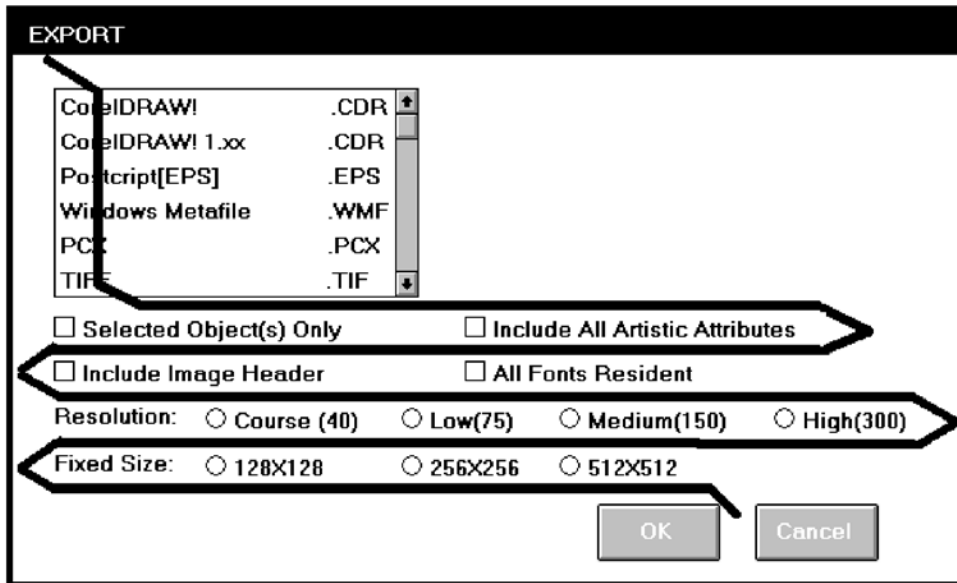 EXPORT
CorelDRAW! .CDR
CorelDRAW! 1.xx .CDR
Postcript[EPS] .EPS
Windows Metafile .WMF
PCX .PCX
TIFF .TIF
Selected Object(s) Only Include All Artistic Attributes
Include Image Header All Fonts Resident
Resolution: Course (40) Low(75) Medium(150) High(300)
Fixed Size: 128X128 256X256 512X512
OK Cancel